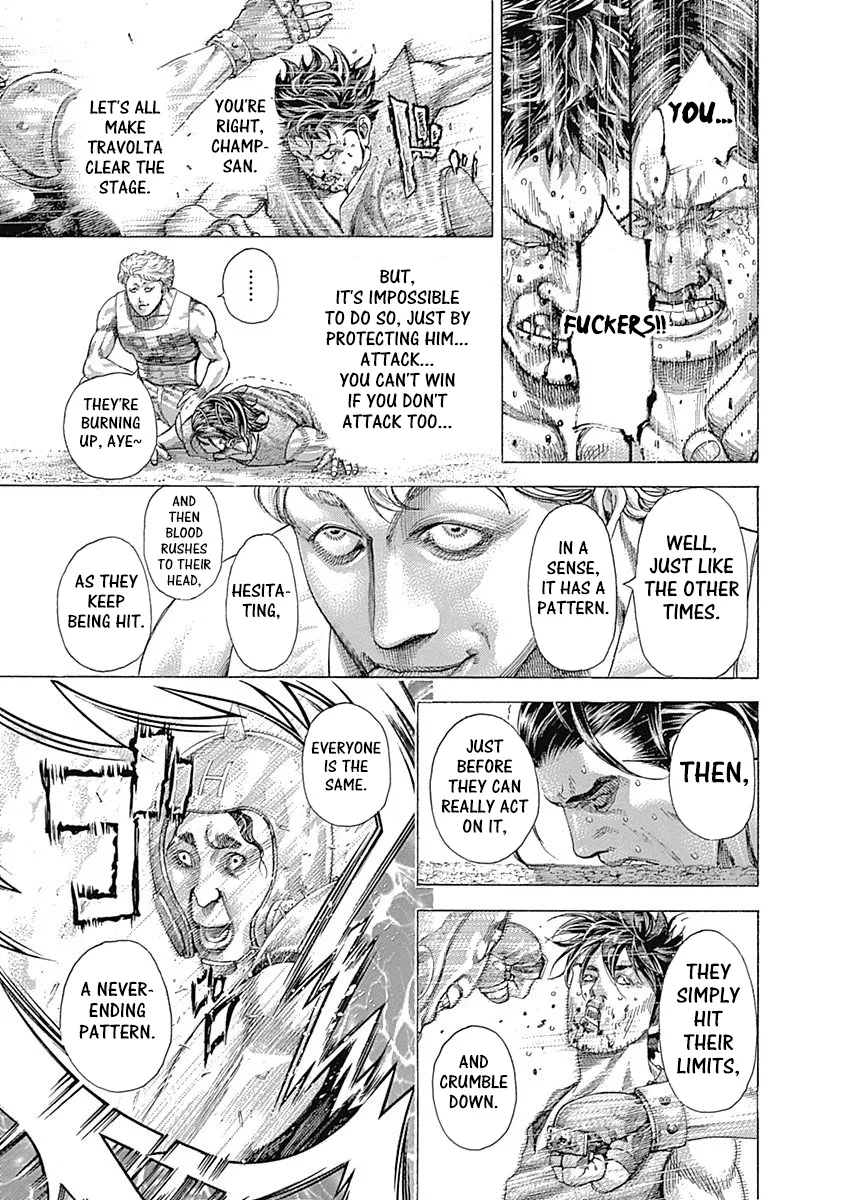 YOU...
FUCKERS!!
YOU'RE
RIGHT,
CHAMP-
SAN.
LET'S ALL
MAKE
TRAVOLTA
CLEAR THE
STAGE.
BUT,
IT'S IMPOSSIBLE
TO DO SO, JUST BY
PROTECTING HIM...
ATTACK...
YOU CAN'T WIN
IF YOU DON'T
ATTACK TOO...
......
THEY'RE
BURNING
UP, AYE~
WELL,
JUST LIKE
THE OTHER
TIMES.
IN A
SENSE,
IT HAS A
PATTERN.
HESITA-
TING,
AND
THEN
BLOOD
RUSHES
TO THEIR
HEAD,
AS THEY
KEEP
BEING HIT.
THEN,
JUST
BEFORE
THEY CAN
REALLY ACT
ON IT,
THEY
SIMPLY
HIT
THEIR
LIMITS,
AND
CRUMBLE
DOWN.
EVERYONE
IS THE
SAME.
H
A NEVER-
ENDING
PATTERN.